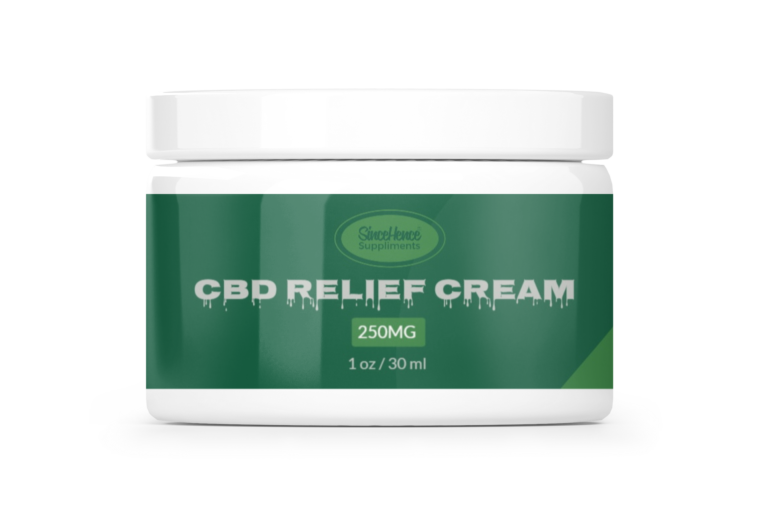 SinceHence
Suppliments
CBD RELIEF CREAM
250MG
1 oz / 30 ml